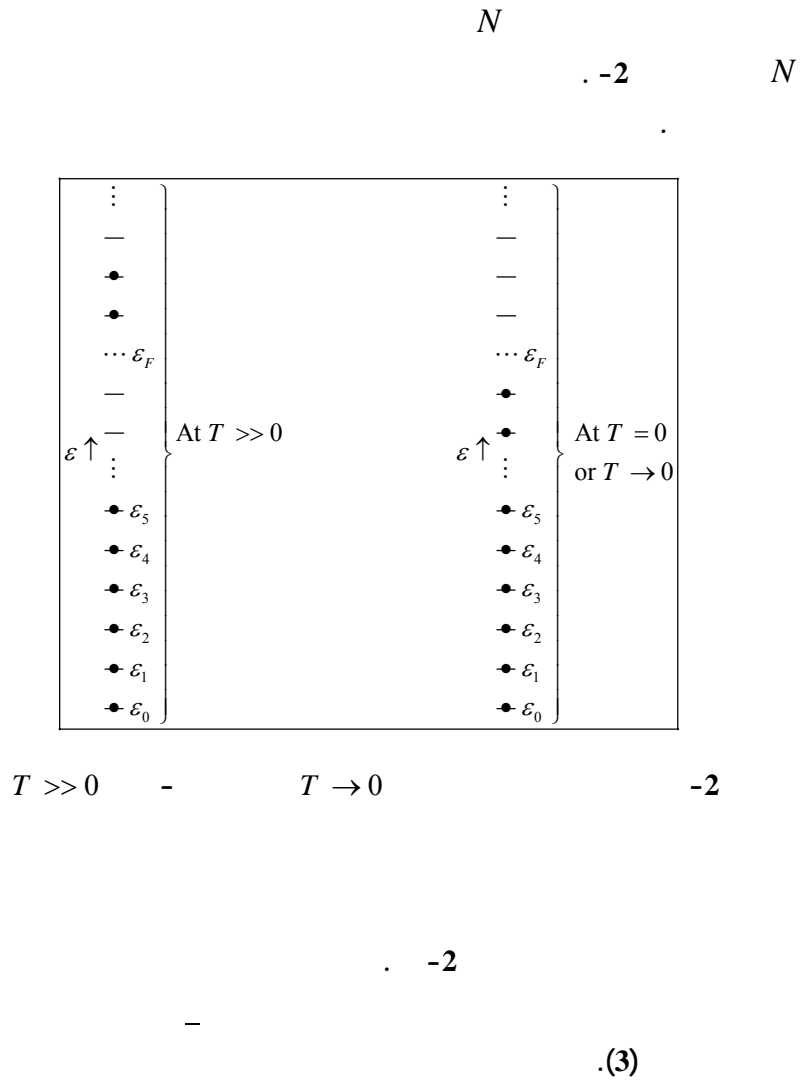 N
. -2 N
.
⋮ ⋮
⋯ ε_F ⋯ ε_F
At T >> 0 At T = 0
ε ↑ ε ↑
⋮ ⋮ or T → 0
ε_5 ε_5
ε_4 ε_4
ε_3 ε_3
ε_2 ε_2
ε_1 ε_1
ε_0 ε_0
T >> 0 - T → 0 -2
. -2
–
.(3)